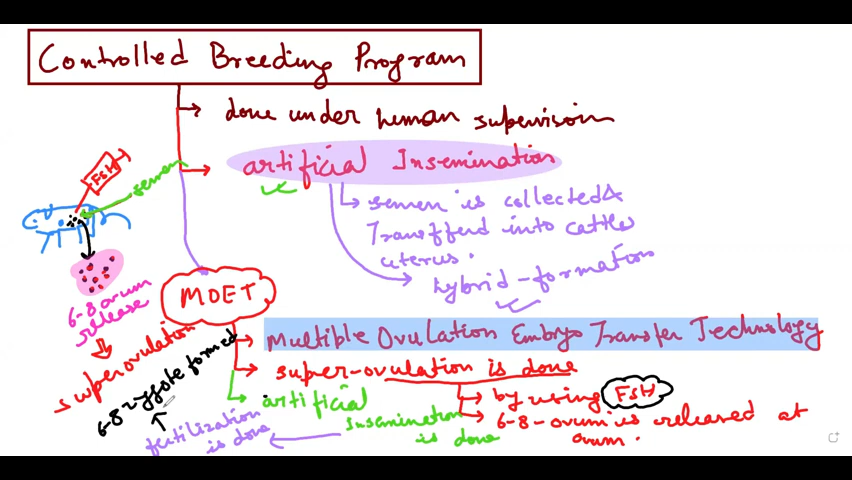 Controlled Breeding Program
done under human supervison
artificial Insemination
semen is collected &
Transfferd into cattle
uterus.
hybrid-formation
FSH
semen
6-8 ovum
release
superovulation
6-8 zygote formed
fertilization
is done
MOET
Multiple Ovulation Embryo Transfer Technology
super-ovulation is done
by using FSH
6-8-ovum is released at
ovum.
artificial
Insemination
is done